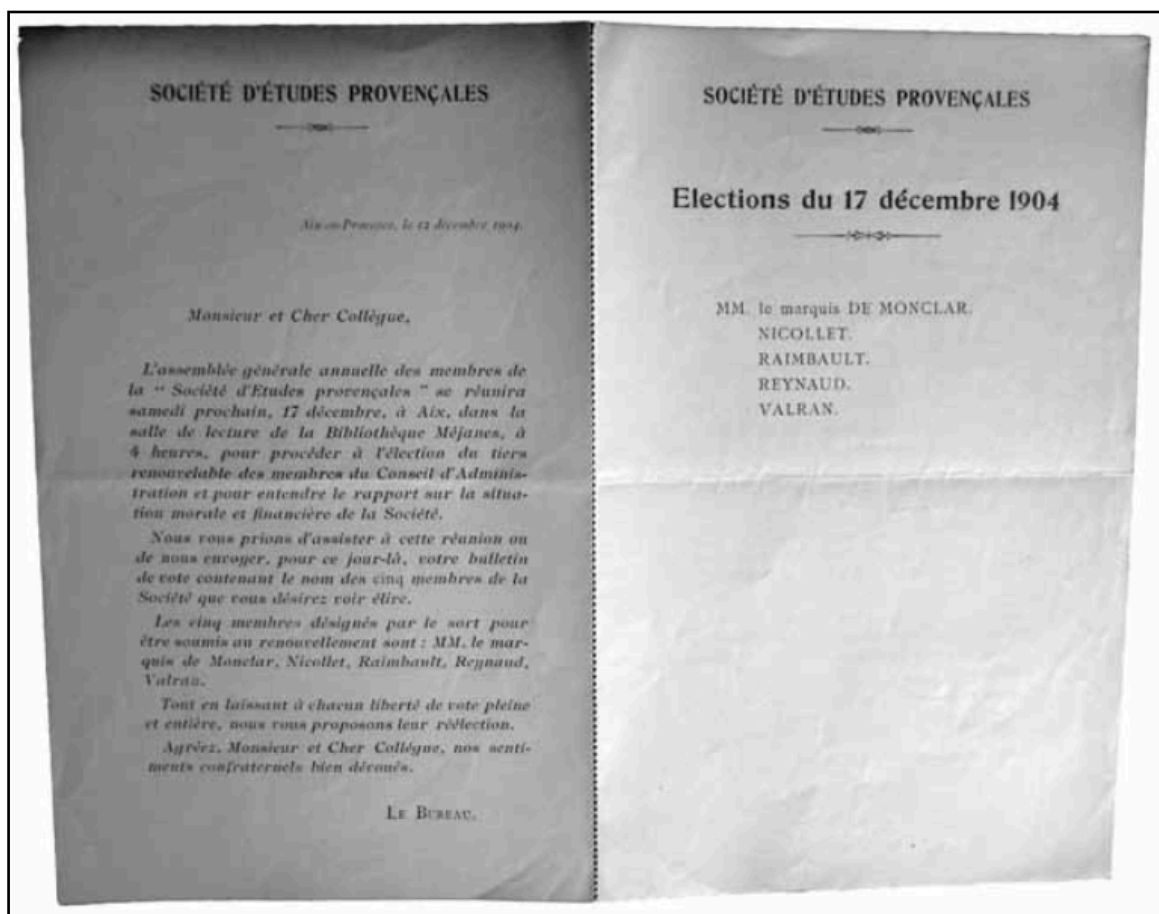 SOCIÉTÉ D'ÉTUDES PROVENÇALES
Aix-en-Provence, le 12 décembre 1904.
Monsieur et Cher Collègue,
L'assemblée générale annuelle des membres de
la “ Société d'Etudes provençales ” se réunira
samedi prochain, 17 décembre, à Aix, dans la
salle de lecture de la Bibliothèque Méjanes, à
4 heures, pour procéder à l'élection du tiers
renouvelable des membres du Conseil d'Adminis-
tration et pour entendre le rapport sur la situa-
tion morale et financière de la Société.
Nous vous prions d'assister à cette réunion ou
de nous envoyer, pour ce jour-là, votre bulletin
de vote contenant le nom des cinq membres de la
Société que vous désirez voir élire.
Les cinq membres désignés par le sort pour
être soumis au renouvellement sont : MM. le mar-
quis de Monclar, Nicollet, Raimbault, Reynaud,
Valran.
Tout en laissant à chacun liberté de vote pleine
et entière, nous vous proposons leur réélection.
Agréez, Monsieur et Cher Collègue, nos senti-
ments confraternels bien dévoués.
LE BUREAU.
SOCIÉTÉ D'ÉTUDES PROVENÇALES
Elections du 17 décembre 1904
MM. le marquis DE MONCLAR.
NICOLLET.
RAIMBAULT.
REYNAUD.
VALRAN.